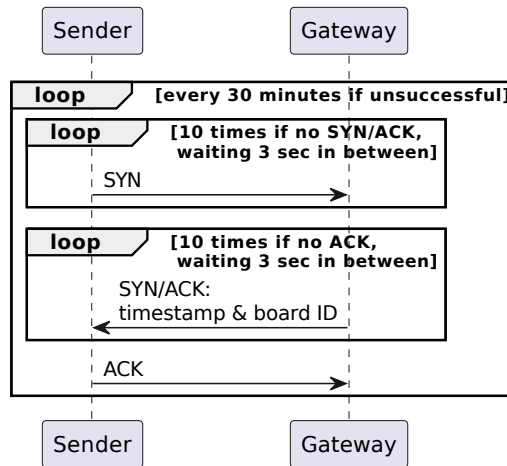 Sender Gateway
loop [every 30 minutes if unsuccessful]
loop [10 times if no SYN/ACK,
waiting 3 sec in between]
SYN
loop [10 times if no ACK,
waiting 3 sec in between]
SYN/ACK:
timestamp & board ID
ACK
Sender Gateway